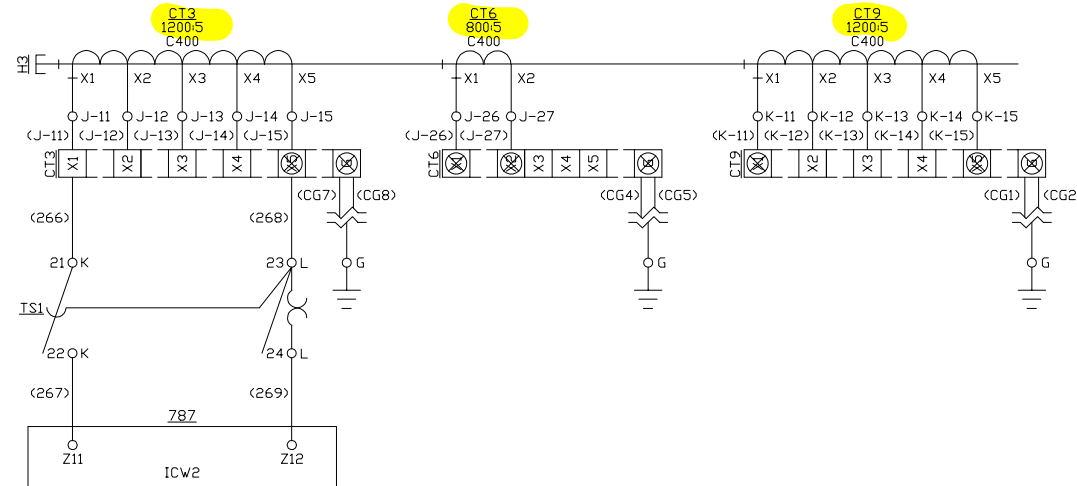 CT3
1200:5
C400
CT6
800:5
C400
CT9
1200:5
C400
H3
X1 X2 X3 X4 X5
X1 X2
X1 X2 X3 X4 X5
J-11 J-12 J-13 J-14 J-15
J-26 J-27
K-11 K-12 K-13 K-14 K-15
(J-11) (J-12) (J-13) (J-14) (J-15)
(J-26) (J-27)
(K-11) (K-12) (K-13) (K-14) (K-15)
CT3 X1 X2 X3 X4 X5 G
CT6 X1 X2 X3 X4 X5 G
CT9 X1 X2 X3 X4 X5 G
(CG7) (CG8)
(CG4) (CG5)
(CG1) (CG2
(266) (268)
21 K 23 L G
G
G
TS1
22 K 24 L
(267) (269)
787
Z11 Z12
ICW2